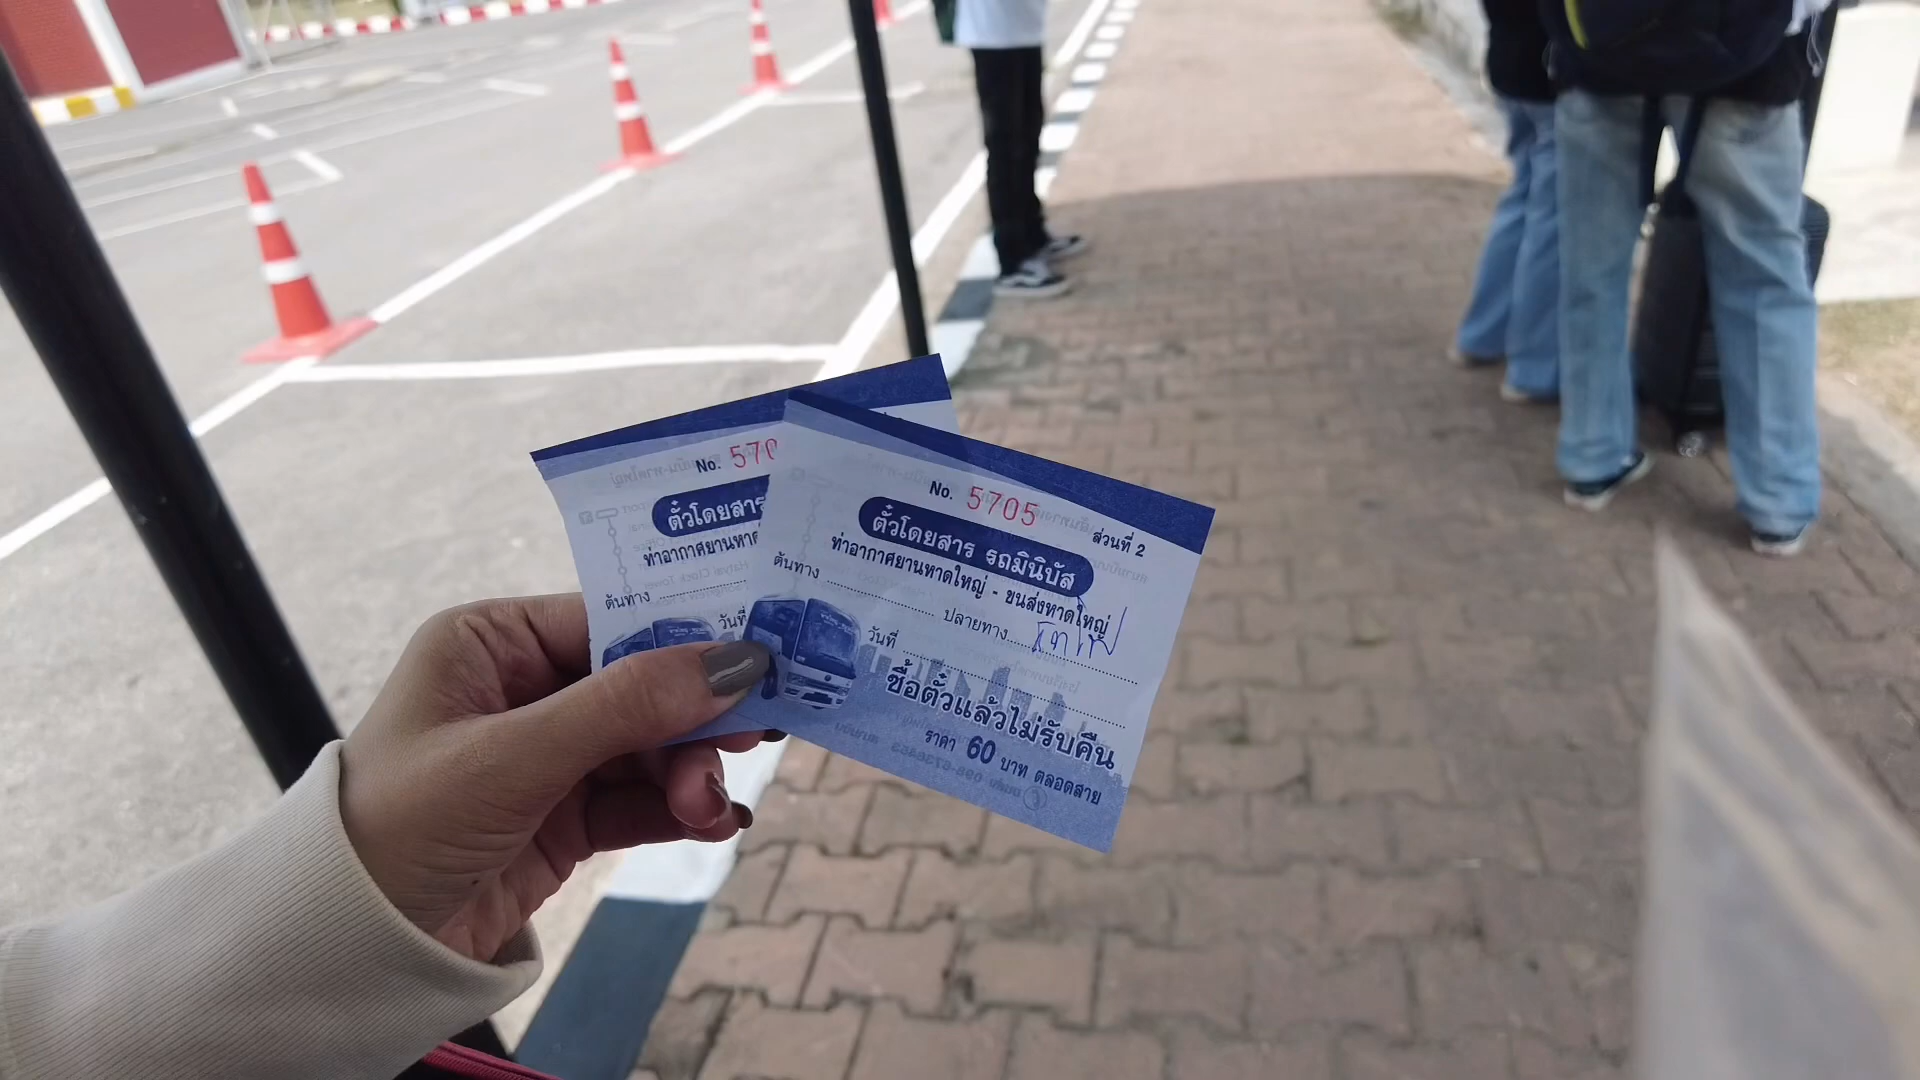 No. 570
ตั๋วโดยสาร
ท่าอากาศยานหาด
ต้นทาง
วันที่
No. 5705
ส่วนที่ 2
ตั๋วโดยสาร รถมินิบัส
ท่าอากาศยานหาดใหญ่ - ขนส่งหาดใหญ่
ต้นทาง
ปลายทาง
วันที่
ซื้อตั๋วแล้วไม่รับคืน
ราคา 60 บาท ตลอดสาย